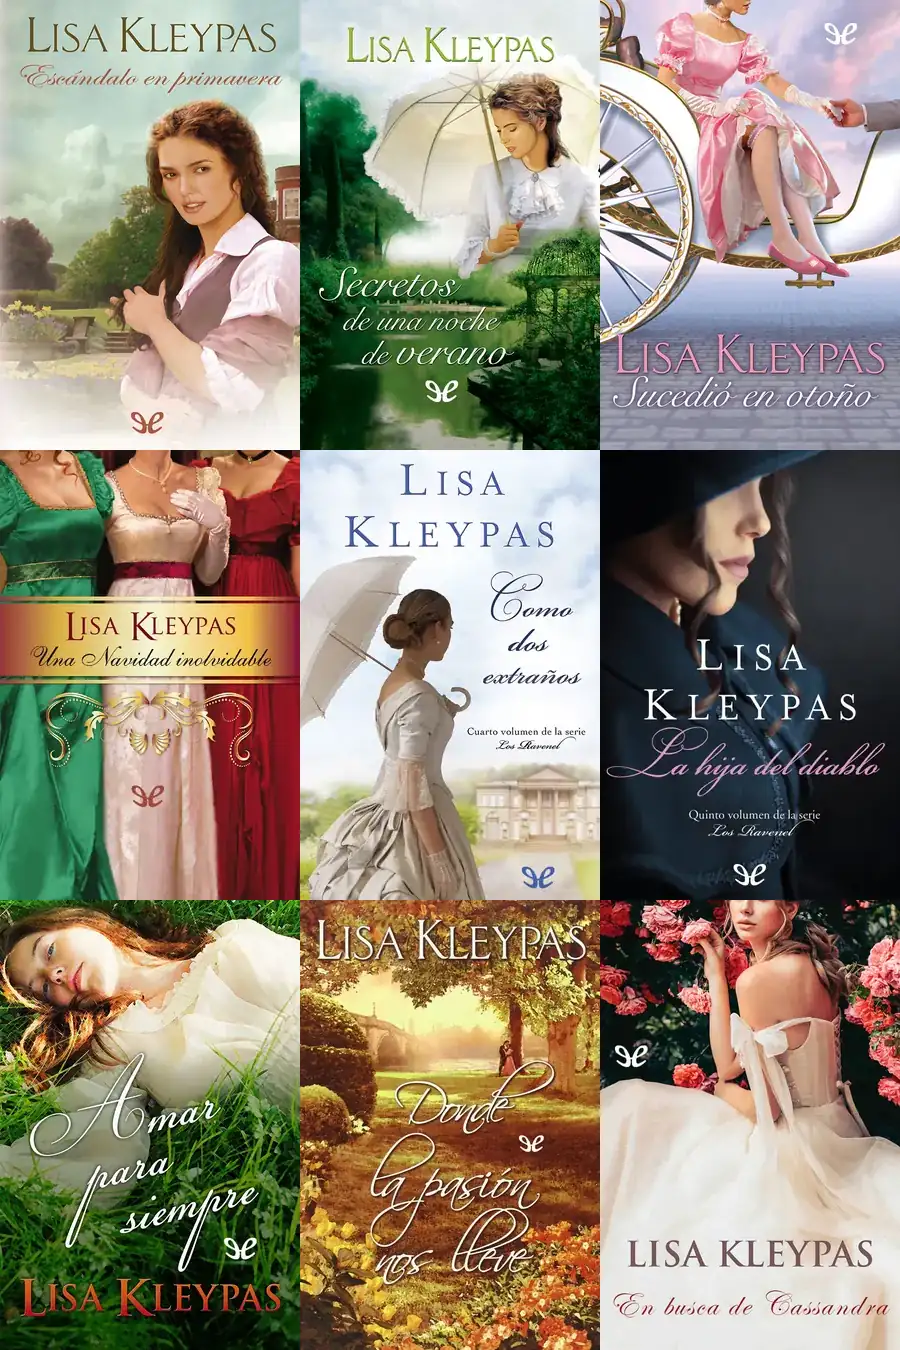 LISA KLEYPAS
Escándalo en primavera
LISA KLEYPAS
Secretos
de una noche
de verano
LISA KLEYPAS
Sucedió en otoño
LISA KLEYPAS
Una Navidad inolvidable
LISA
KLEYPAS
Como
dos
extraños
Cuarto volumen de la serie
Los Ravenel
LISA
KLEYPAS
La hija del diablo
Quinto volumen de la serie
Los Ravenel
Amar
para
siempre
LISA KLEYPAS
LISA KLEYPAS
Donde
la pasión
nos lleve
LISA KLEYPAS
En busca de Cassandra